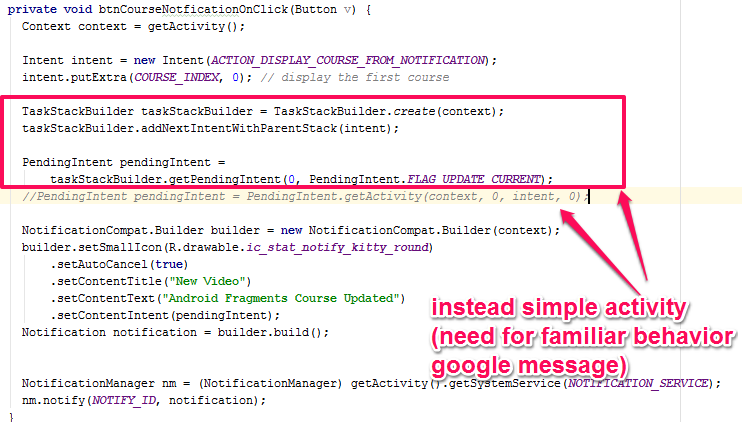 private void btnCourseNotficationOnClick(Button v) {
Context context = getActivity();
Intent intent = new Intent(ACTION_DISPLAY_COURSE_FROM_NOTIFICATION);
intent.putExtra(COURSE_INDEX, 0); // display the first course
TaskStackBuilder taskStackBuilder = TaskStackBuilder.create(context);
taskStackBuilder.addNextIntentWithParentStack(intent);
PendingIntent pendingIntent =
taskStackBuilder.getPendingIntent(0, PendingIntent.FLAG_UPDATE_CURRENT);
//PendingIntent pendingIntent = PendingIntent.getActivity(context, 0, intent, 0);
NotificationCompat.Builder builder = new NotificationCompat.Builder(context);
builder.setSmallIcon(R.drawable.ic_stat_notify_kitty_round)
.setAutoCancel(true)
.setContentTitle("New Video")
.setContentText("Android Fragments Course Updated")
.setContentIntent(pendingIntent);
Notification notification = builder.build();
instead simple activity
(need for familiar behavior
google message)
NotificationManager nm = (NotificationManager) getActivity().getSystemService(NOTIFICATION_SERVICE);
nm.notify(NOTIFY_ID, notification);
}